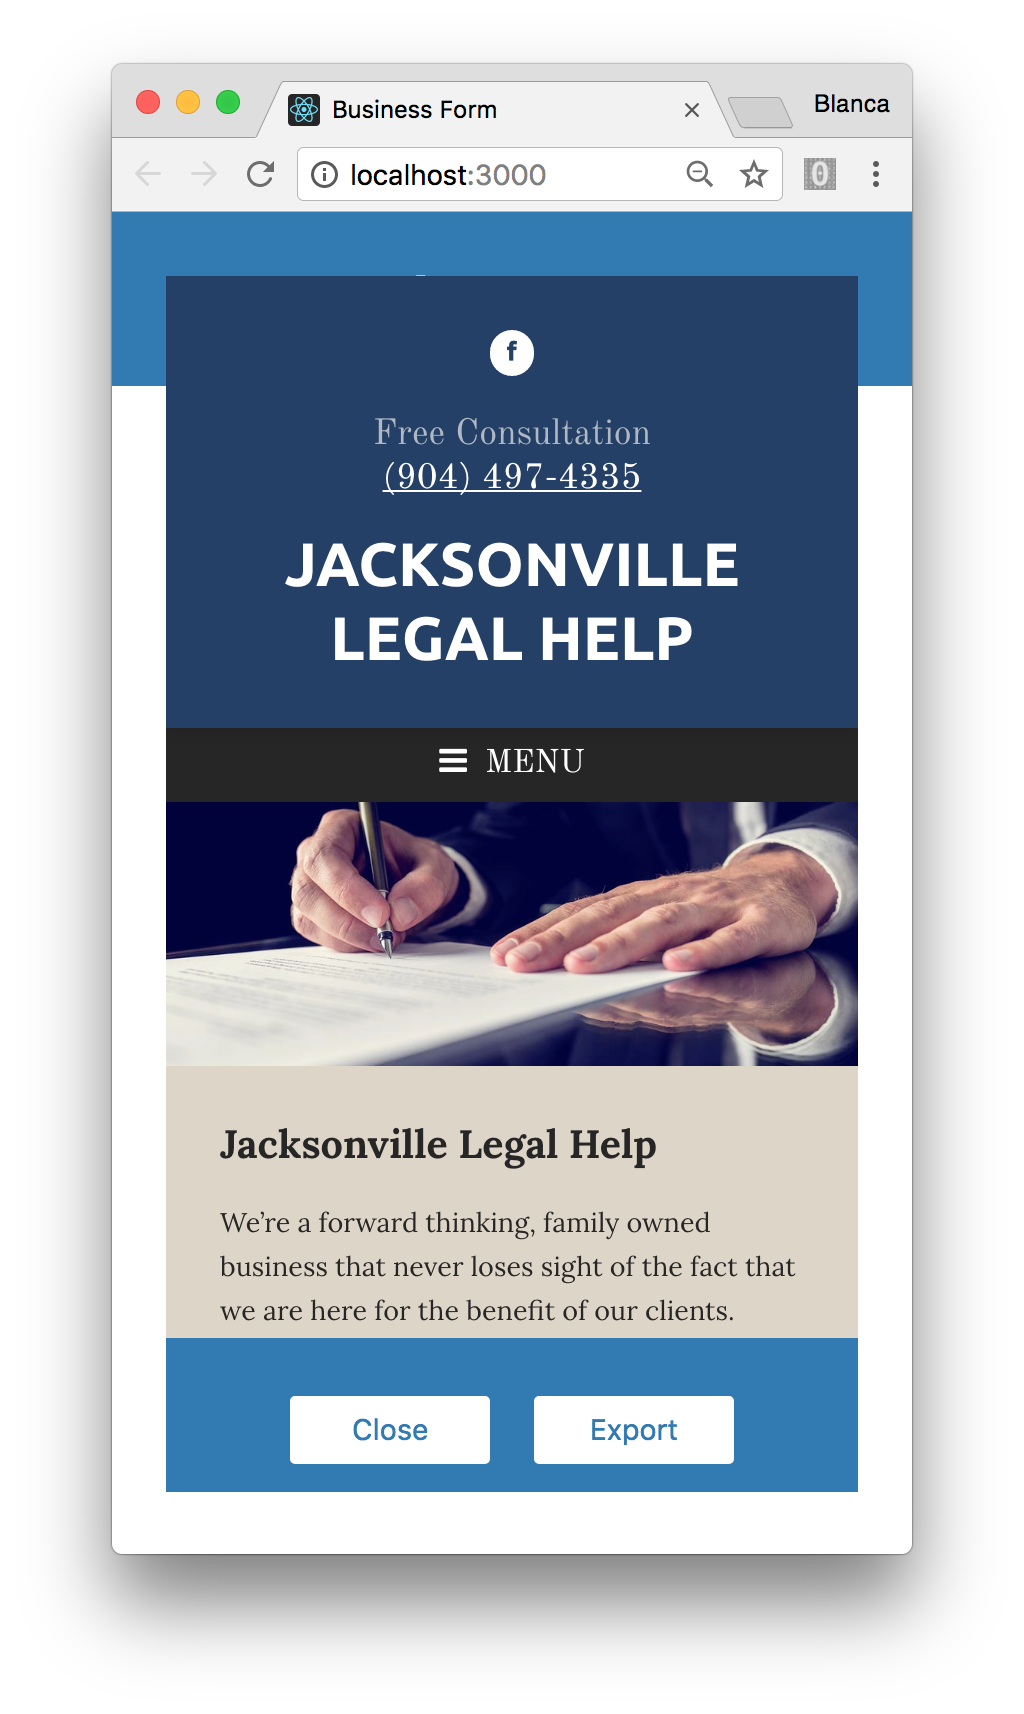 Business Form
Blanca
localhost:3000
0
f
Free Consultation
(904) 497-4335
JACKSONVILLE
LEGAL HELP
MENU
Jacksonville Legal Help
We’re a forward thinking, family owned
business that never loses sight of the fact that
we are here for the benefit of our clients.
Close
Export